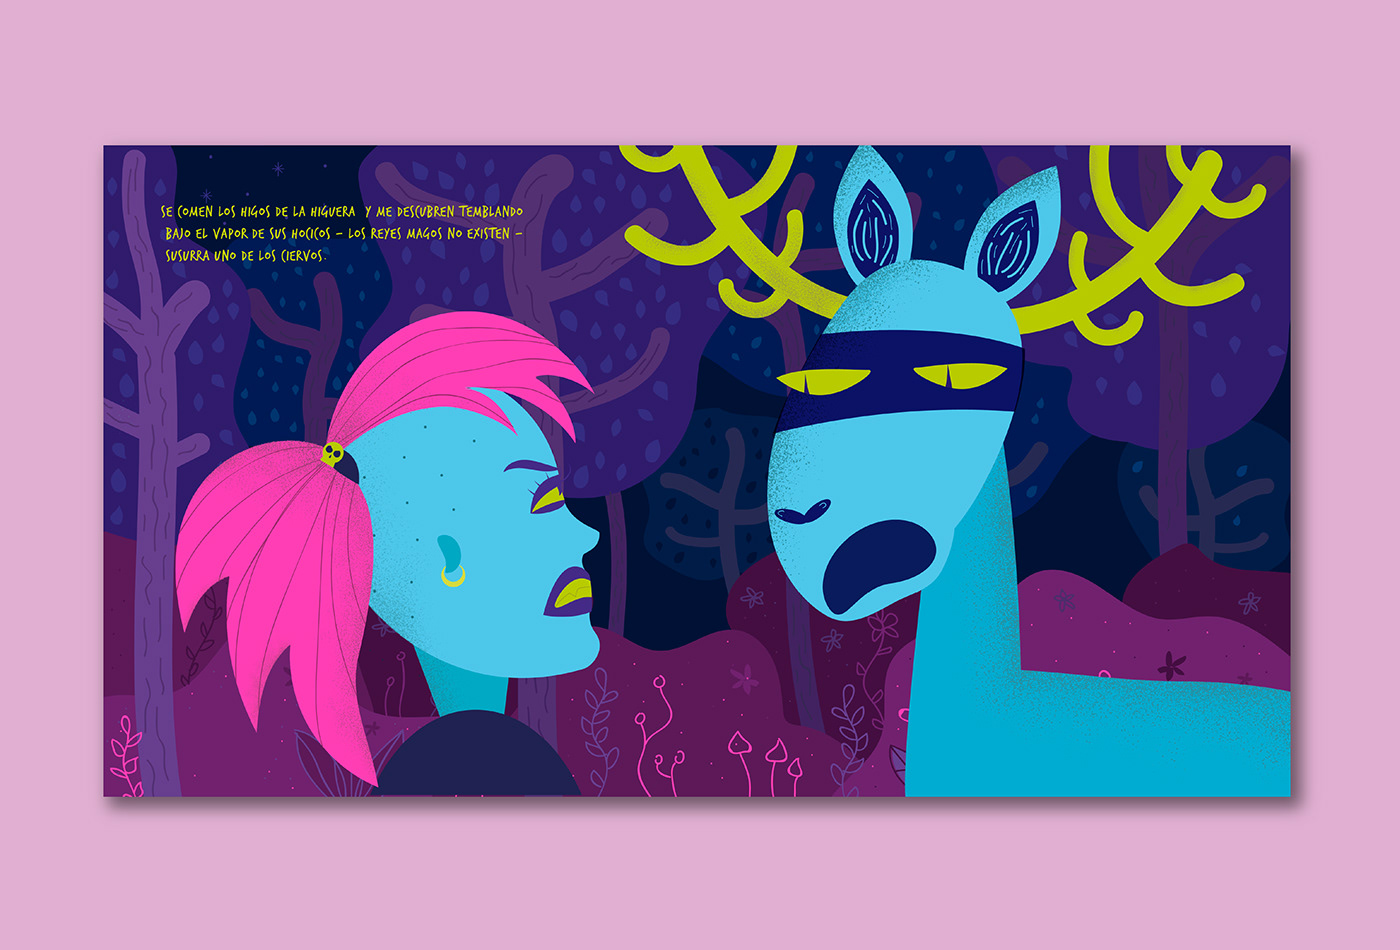 SE COMEN LOS HIGOS DE LA HIGUERA Y ME DESCUBREN TEMBLANDO
BAJO EL VAPOR DE SUS HOCICOS – LOS REYES MAGOS NO EXISTEN –
SUSURRA UNO DE LOS CIERVOS.